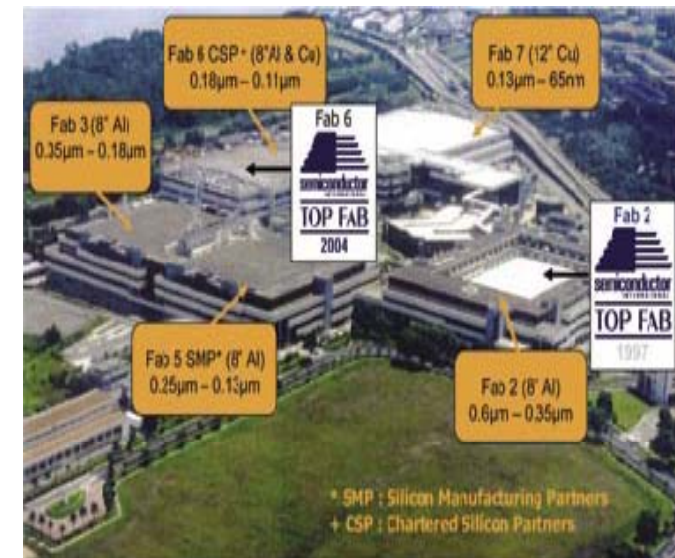 Fab 6 CSP+ (8" Al & Cu)
0.18µm – 0.11µm
Fab 7 (12" Cu)
0.13µm – 65nm
Fab 3 (8" Al)
0.35µm – 0.18µm
Fab 6
semiconductor
INTERNATIONAL
TOP FAB
2004
Fab 2
semiconductor
INTERNATIONAL
TOP FAB
1997
Fab 5 SMP* (8" Al)
0.25µm – 0.13µm
Fab 2 (8" Al)
0.6µm – 0.35µm
* SMP : Silicon Manufacturing Partners
+ CSP : Chartered Silicon Partners